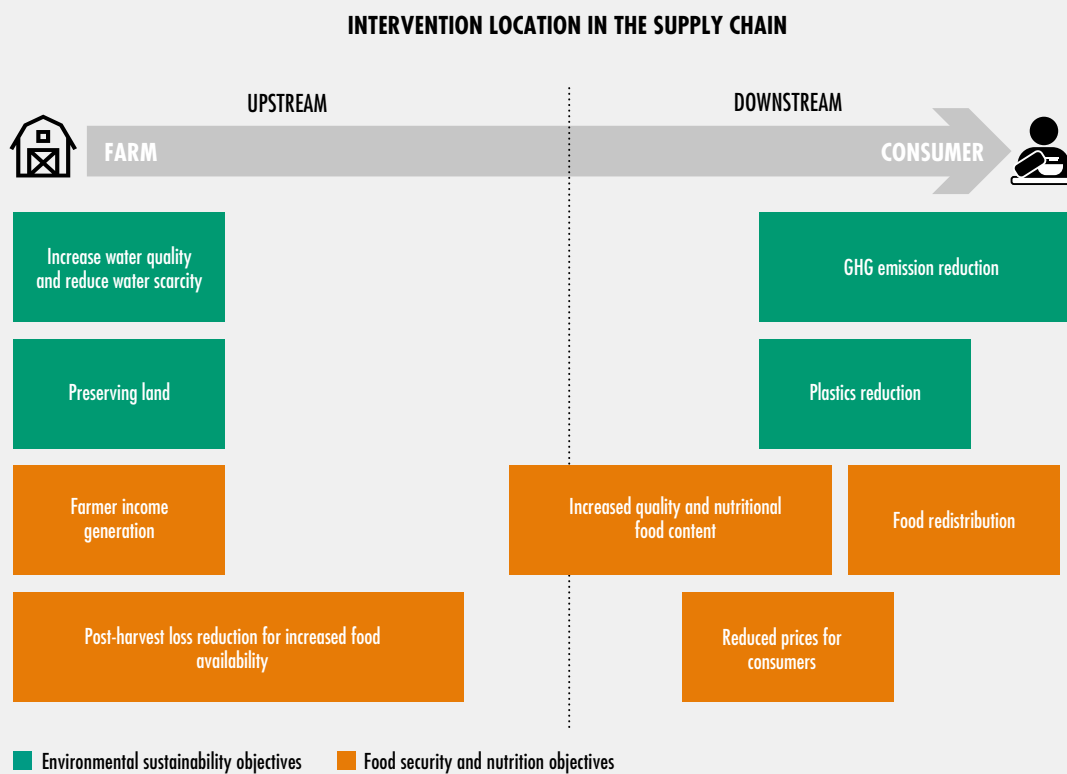 INTERVENTION LOCATION IN THE SUPPLY CHAIN
UPSTREAM
DOWNSTREAM
FARM
CONSUMER
Increase water quality
and reduce water scarcity
GHG emission reduction
Preserving land
Plastics reduction
Farmer income
generation
Increased quality and nutritional
food content
Food redistribution
Post-harvest loss reduction for increased food
availability
Reduced prices for
consumers
Environmental sustainability objectives
Food security and nutrition objectives